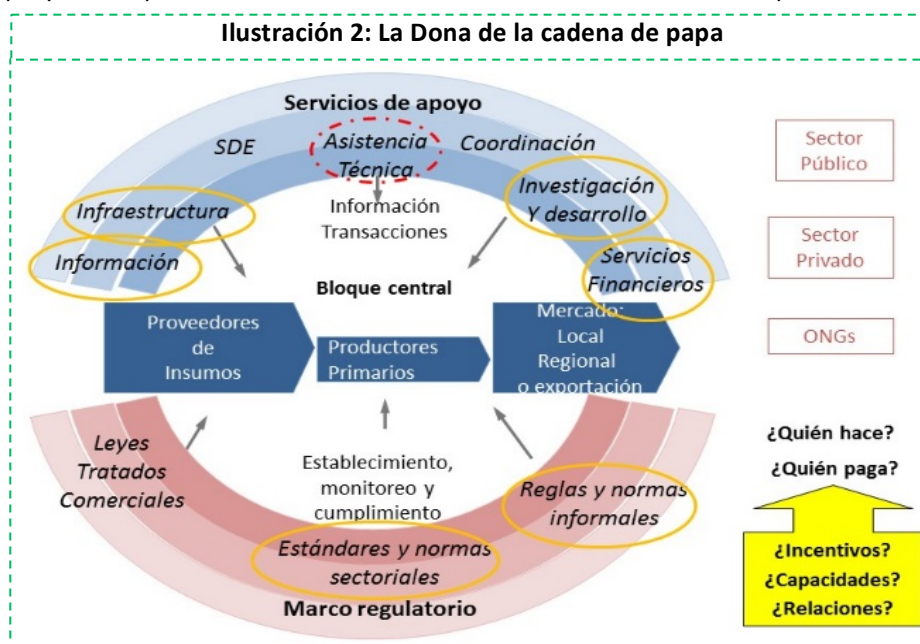 Ilustración 2: La Dona de la cadena de papa
Servicios de apoyo
SDE
Asistencia
Técnica
Coordinación
Infraestructura
Información
Investigación
Y desarrollo
Servicios
Financieros
Información
Transacciones
Bloque central
Proveedores
de
Insumos
Productores
Primarios
Mercado:
Local
Regional
o exportación
Leyes
Tratados
Comerciales
Establecimiento,
monitoreo y
cumplimiento
Reglas y normas
informales
Estándares y normas
sectoriales
Marco regulatorio
Sector
Público
Sector
Privado
ONGs
¿Quién hace?
¿Quién paga?
¿Incentivos?
¿Capacidades?
¿Relaciones?